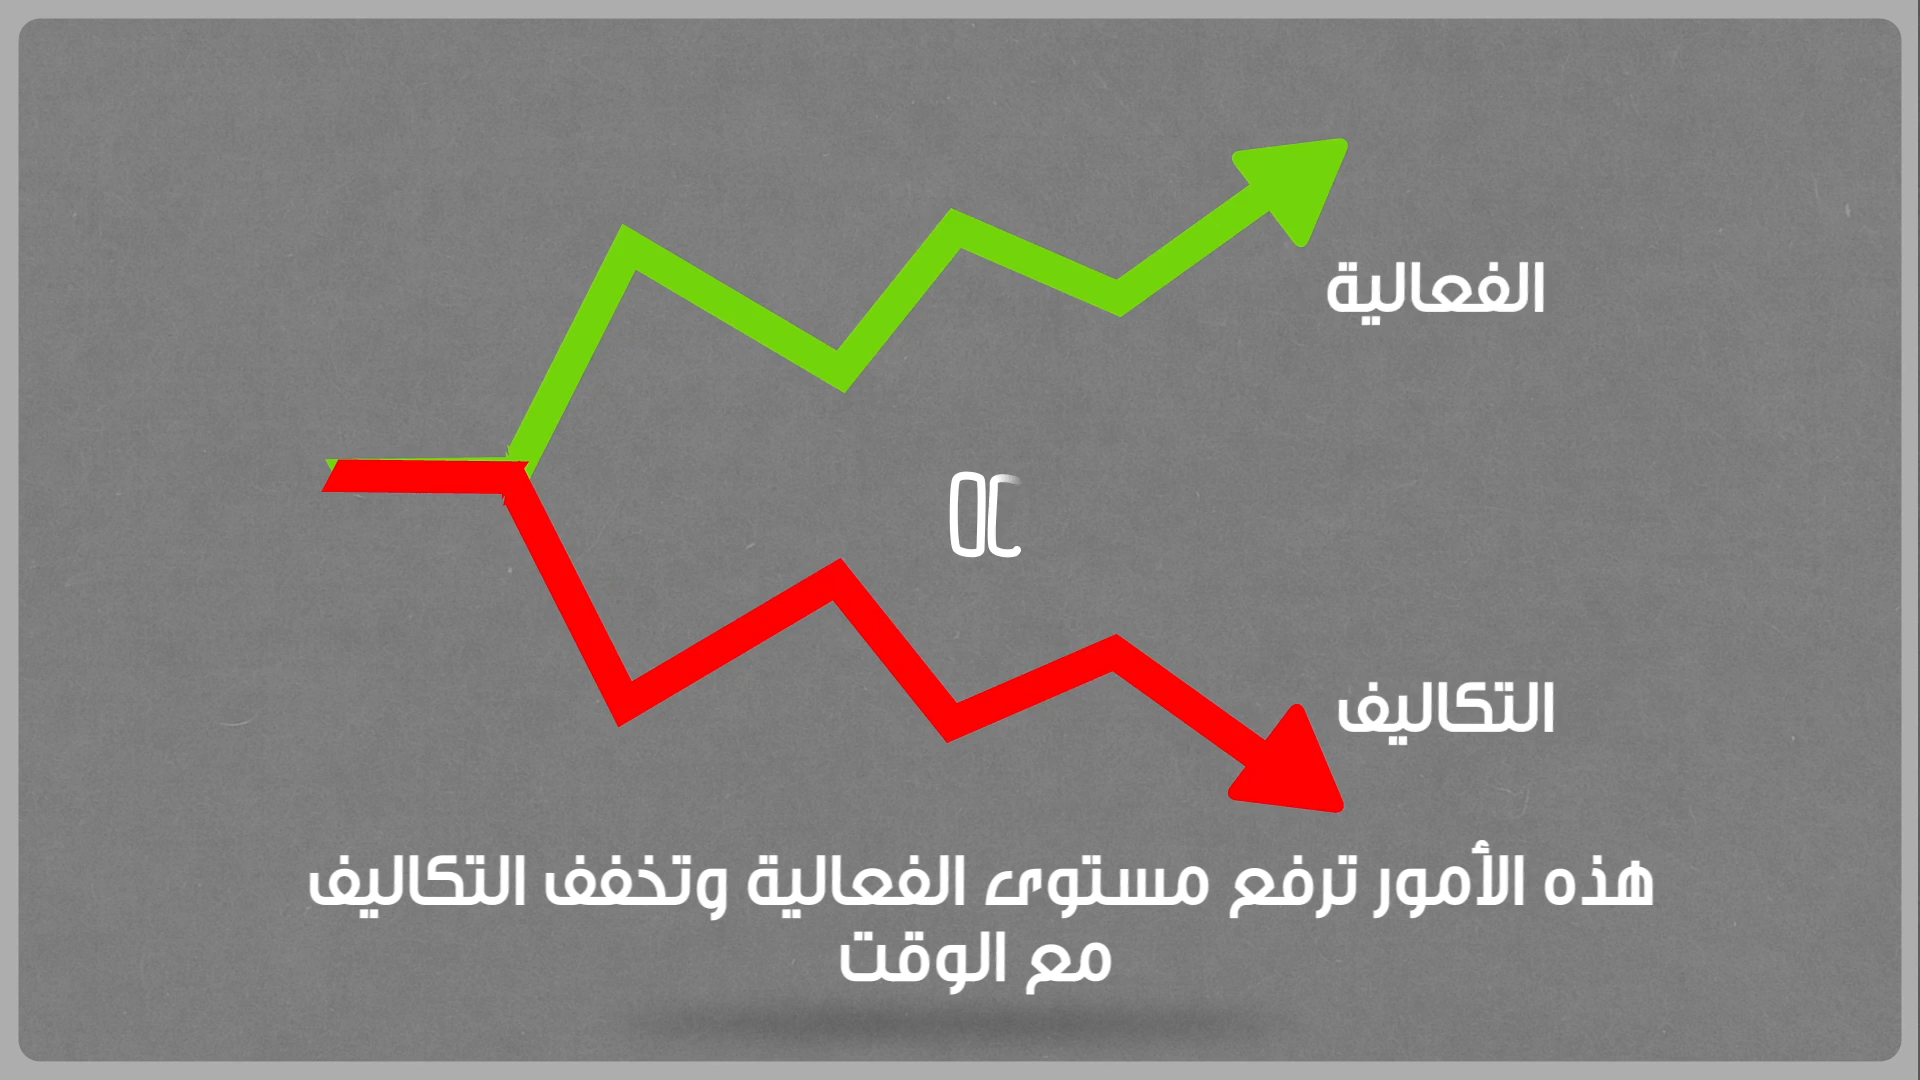 الفعالية
التكاليف
هذه الأمور ترفع مستوى الفعالية وتخفف التكاليف
مع الوقت